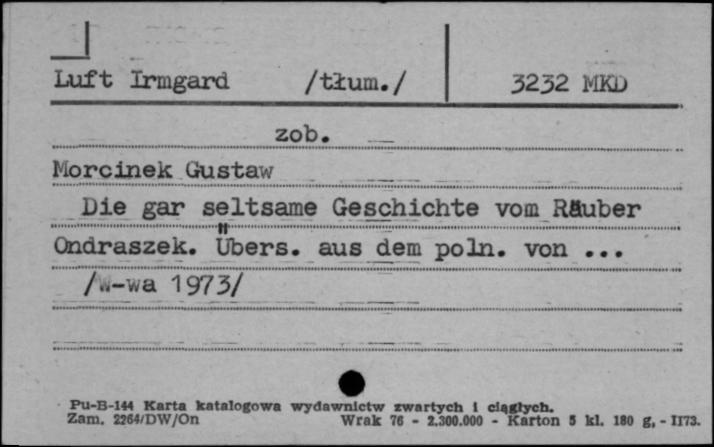 Luft Irmgard /tłum./ 3232 MKD
zob.
Morcinek Gustaw
Die gar seltsame Geschichte vom Räuber
Ondraszek. Übers. aus dem poln. von ...
/W-wa 1973/
Pu-B-144 Karta katalogowa wydawnictw zwartych i ciągłych.
Zam. 2264/DW/On Wrak 76 - 2.300.000 - Karton 5 kl. 180 g, - II73.